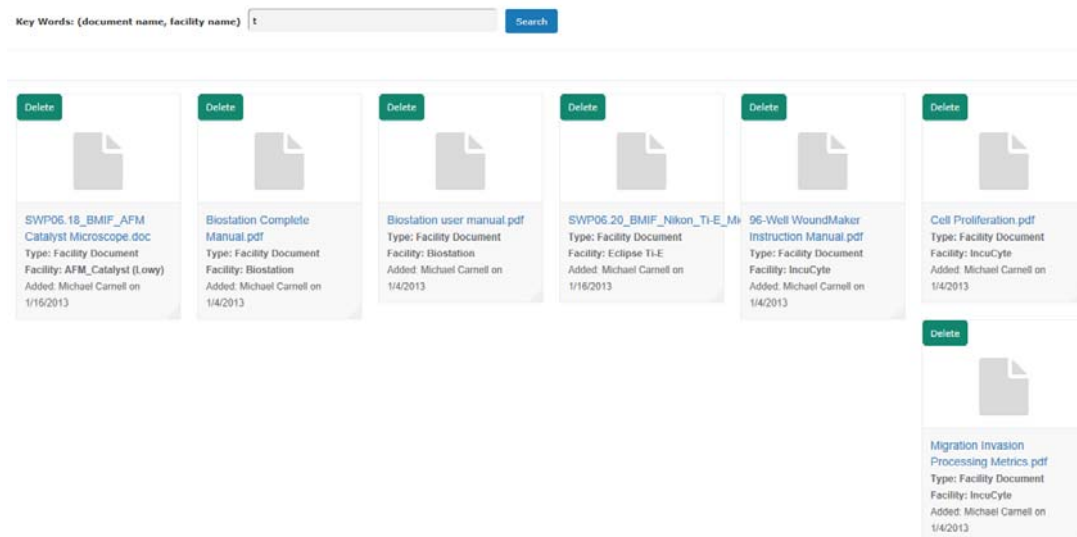 Key Words: (document name, facility name) t Search
Delete
SWP06.18_BMIF_AFM
Catalyst Microscope.doc
Type: Facility Document
Facility: AFM_Catalyst (Lowy)
Added: Michael Carnell on
1/16/2013
Delete
Biostation Complete
Manual.pdf
Type: Facility Document
Facility: Biostation
Added: Michael Carnell on
1/4/2013
Delete
Biostation user manual.pdf
Type: Facility Document
Facility: Biostation
Added: Michael Carnell on
1/4/2013
Delete
SWP06.20_BMIF_Nikon_Ti-E_Mi
Type: Facility Document
Facility: Eclipse Ti-E
Added: Michael Carnell on
1/16/2013
Delete
96-Well WoundMaker
Instruction Manual.pdf
Type: Facility Document
Facility: IncuCyte
Added: Michael Carnell on
1/4/2013
Delete
Cell Proliferation.pdf
Type: Facility Document
Facility: IncuCyte
Added: Michael Carnell on
1/4/2013
Delete
Migration Invasion
Processing Metrics.pdf
Type: Facility Document
Facility: IncuCyte
Added: Michael Carnell on
1/4/2013